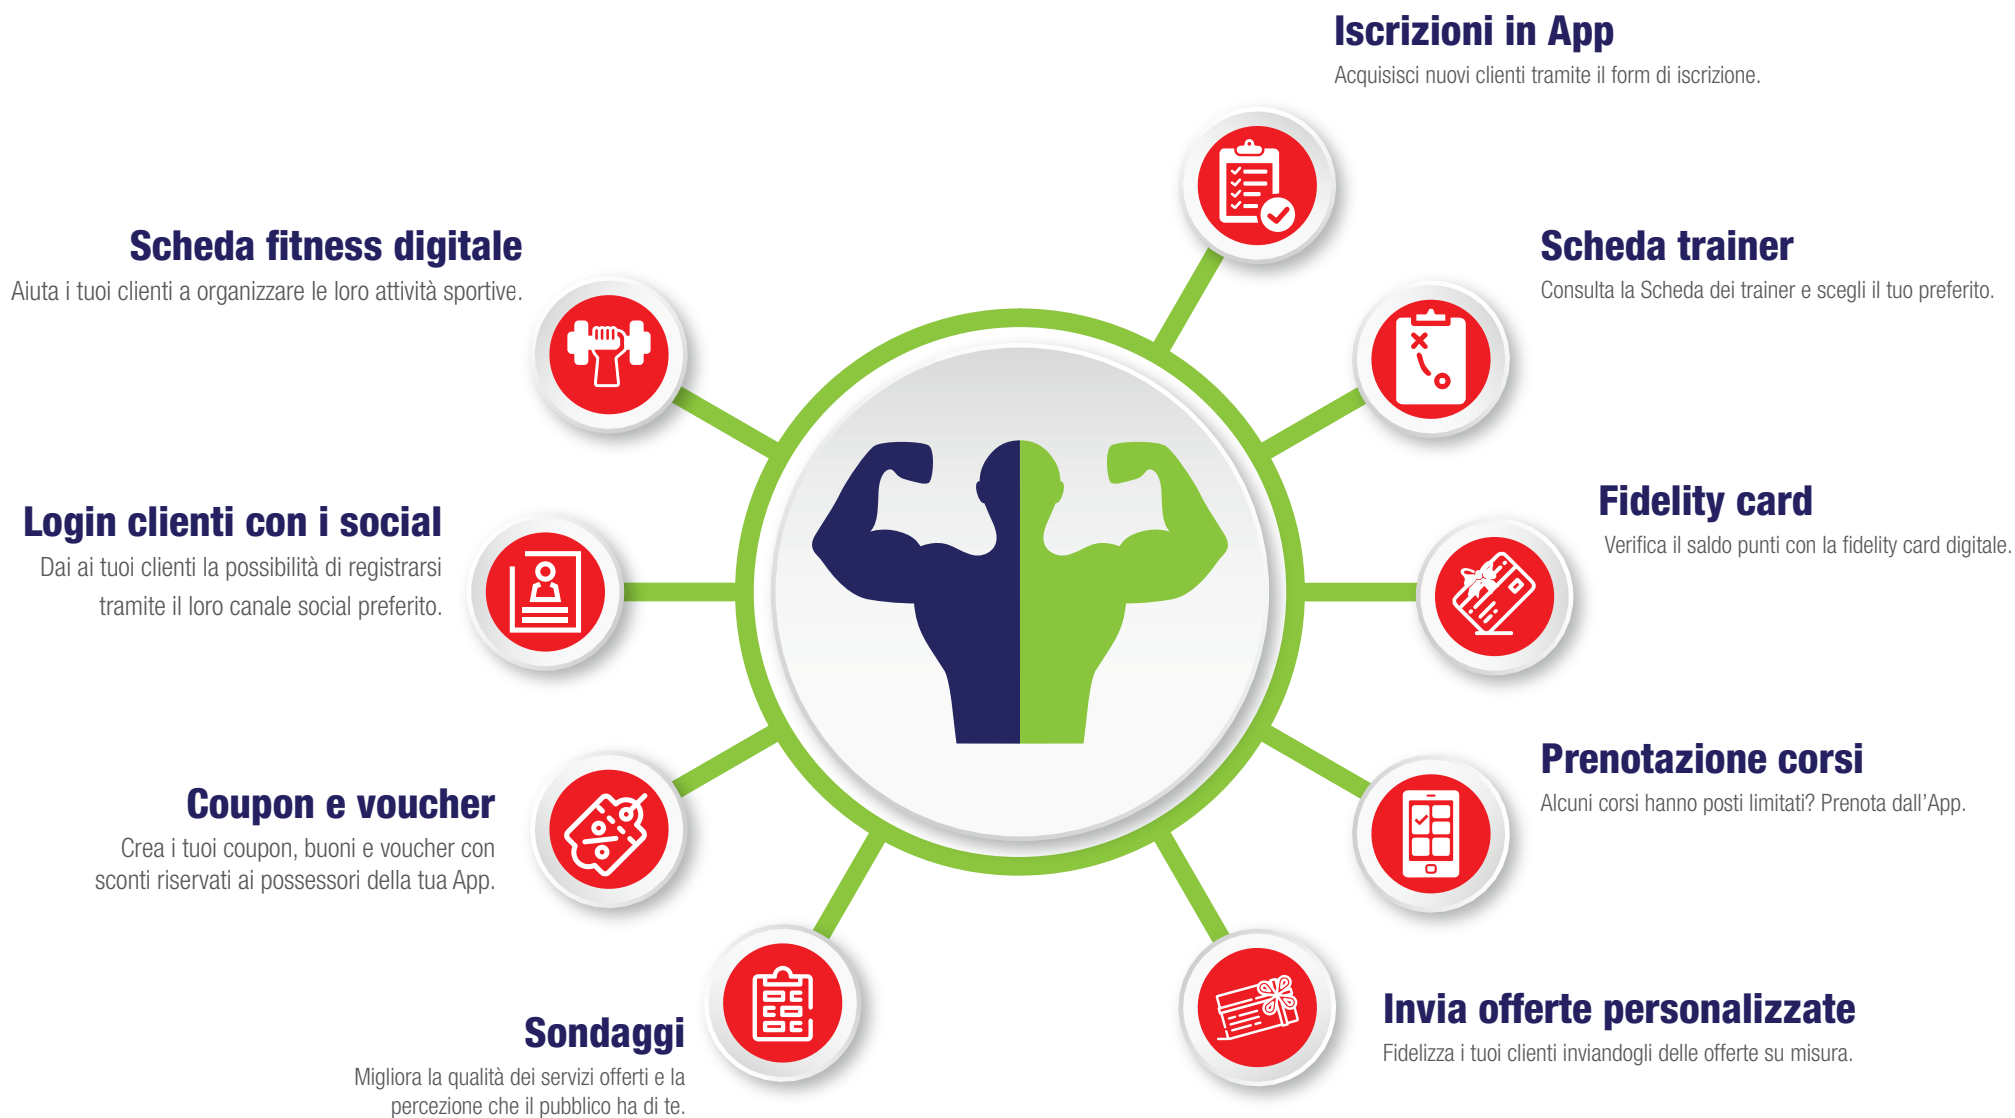 Iscrizioni in App
Acquisisci nuovi clienti tramite il form di iscrizione.
Scheda fitness digitale
Aiuta i tuoi clienti a organizzare le loro attività sportive.
Scheda trainer
Consulta la Scheda dei trainer e scegli il tuo preferito.
Login clienti con i social
Dai ai tuoi clienti la possibilità di registrarsi
tramite il loro canale social preferito.
Fidelity card
Verifica il saldo punti con la fidelity card digitale.
Coupon e voucher
Crea i tuoi coupon, buoni e voucher con
sconti riservati ai possessori della tua App.
Prenotazione corsi
Alcuni corsi hanno posti limitati? Prenota dall'App.
Sondaggi
Migliora la qualità dei servizi offerti e la
percezione che il pubblico ha di te.
Invia offerte personalizzate
Fidelizza i tuoi clienti inviandogli delle offerte su misura.